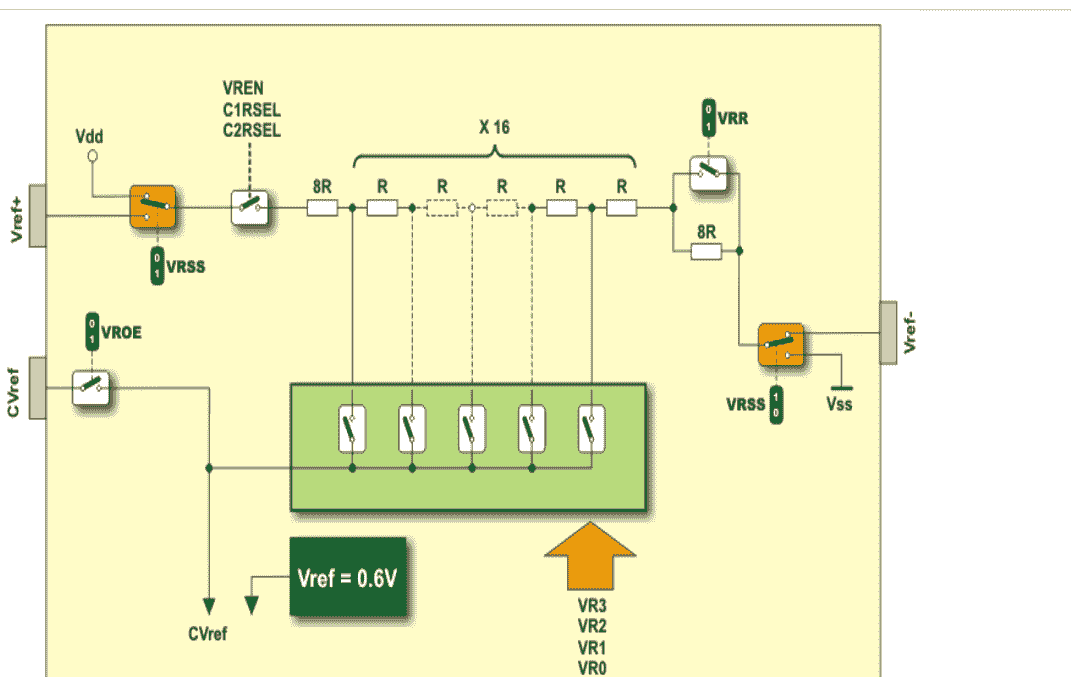 VREN
C1RSEL
C2RSEL
Vdd
X 16
0
1
VRR
8R
R
R
R
R
R
Vref+
0
1
VRSS
8R
0
1
VROE
Vref-
CVref
VRSS
1
0
Vss
Vref = 0.6V
CVref
VR3
VR2
VR1
VR0